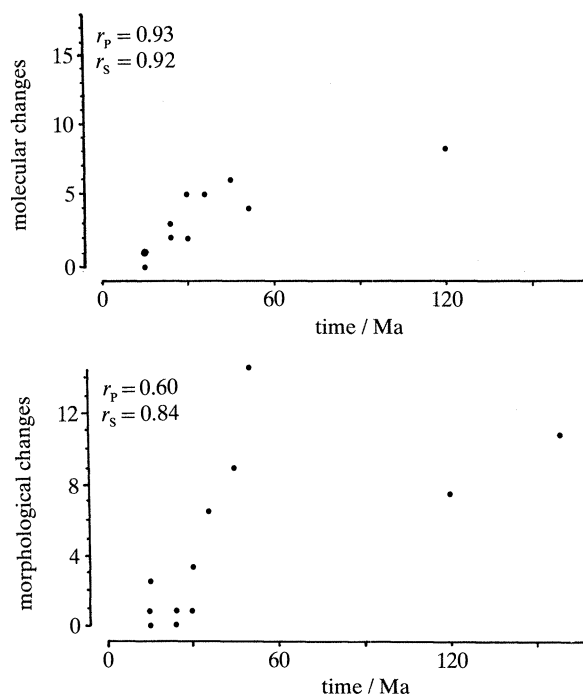 r_P = 0.93
r_S = 0.92
15
10
5
0
molecular changes
0 60 120
time / Ma
r_P = 0.60
r_S = 0.84
12
8
4
0
morphological changes
0 60 120
time / Ma